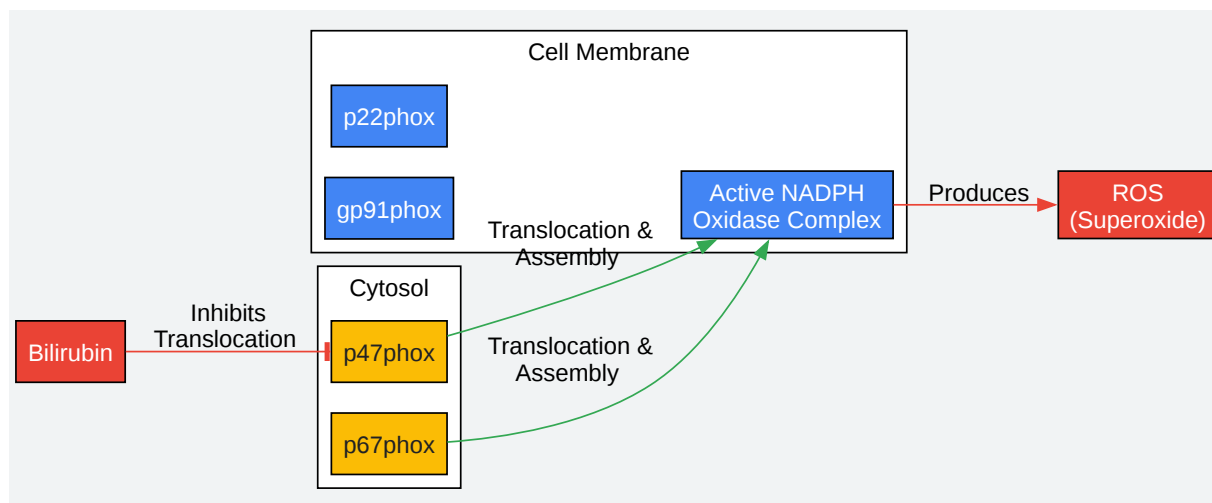 Cell Membrane
p22phox
gp91phox
Active NADPH
Oxidase Complex
Produces
ROS
(Superoxide)
Translocation &
Assembly
Cytosol
Bilirubin
Inhibits
Translocation
p47phox
Translocation &
Assembly
p67phox